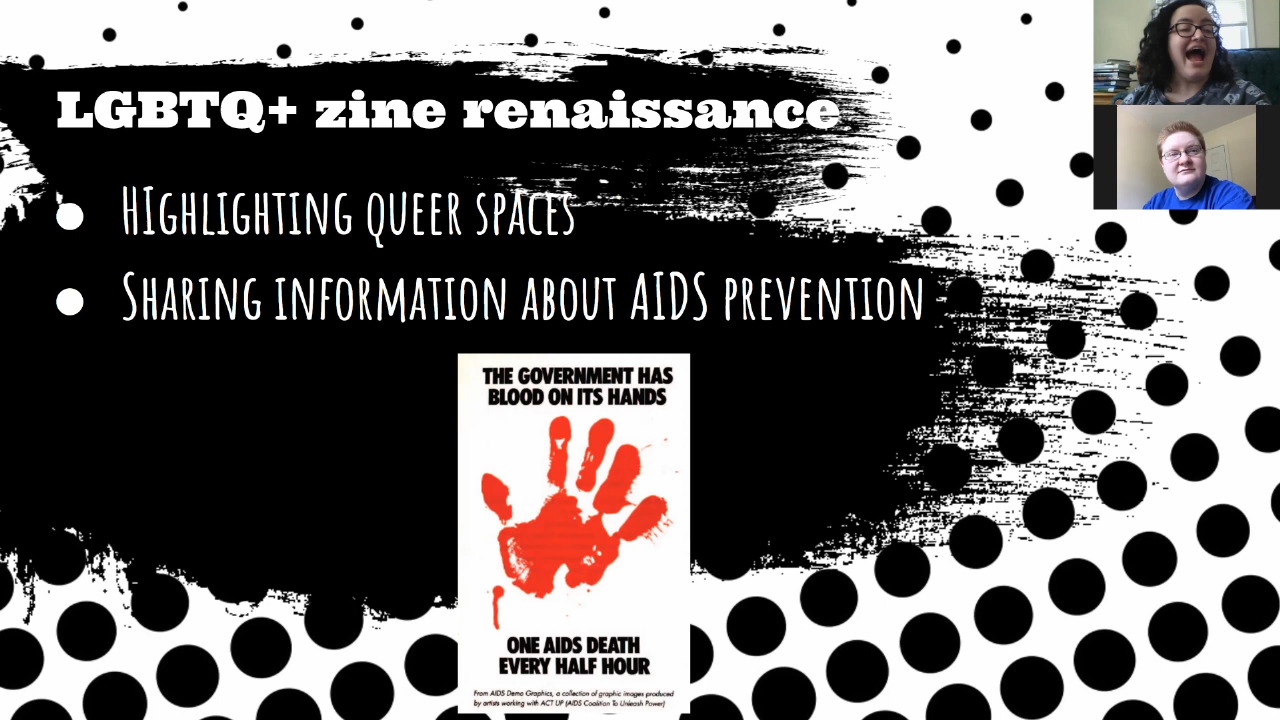 LGBTQ+ zine renaissance
● Highlighting queer spaces
● Sharing information about AIDS prevention
THE GOVERNMENT HAS
BLOOD ON ITS HANDS
ONE AIDS DEATH
EVERY HALF HOUR
From AIDS Demo Graphics, a collection of graphic images produced
by artists working with ACT UP (AIDS Coalition To Unleash Power)